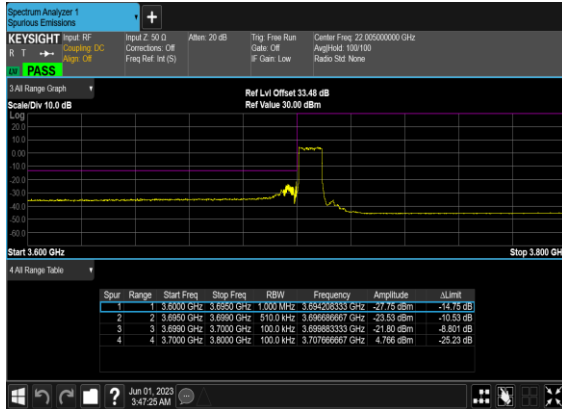 Spectrum Analyzer 1
Spurious Emissions
KEYSIGHT
R T
Input: RF
Coupling: DC
Align: Off
Input Z: 50 Ω
Corrections: Off
Freq Ref: Int (S)
Atten: 20 dB
Trig: Free Run
Gate: Off
IF Gain: Low
Center Freq: 22.005000000 GHz
Avg|Hold: 100/100
Radio Std: None
PASS
3 All Range Graph
Scale/Div 10.0 dB
Ref Lvl Offset 33.48 dB
Ref Value 30.00 dBm
Log
20.0
10.0
0.00
-10.0
-20.0
-30.0
-40.0
-50.0
-60.0
Start 3.600 GHz
Stop 3.800 GH
4 All Range Table
Spur Range Start Freq Stop Freq RBW Frequency Amplitude ΔLimit
1 1 3.6000 GHz 3.6950 GHz 1.000 MHz 3.694208333 GHz -27.75 dBm -14.75 dB
2 2 3.6950 GHz 3.6990 GHz 510.0 kHz 3.696686667 GHz -23.53 dBm -10.53 dB
3 3 3.6990 GHz 3.7000 GHz 100.0 kHz 3.699883333 GHz -21.80 dBm -8.801 dB
4 4 3.7000 GHz 3.8000 GHz 100.0 kHz 3.707666667 GHz 4.766 dBm -25.23 dB
?
Jun 01, 2023
3:47:25 AM